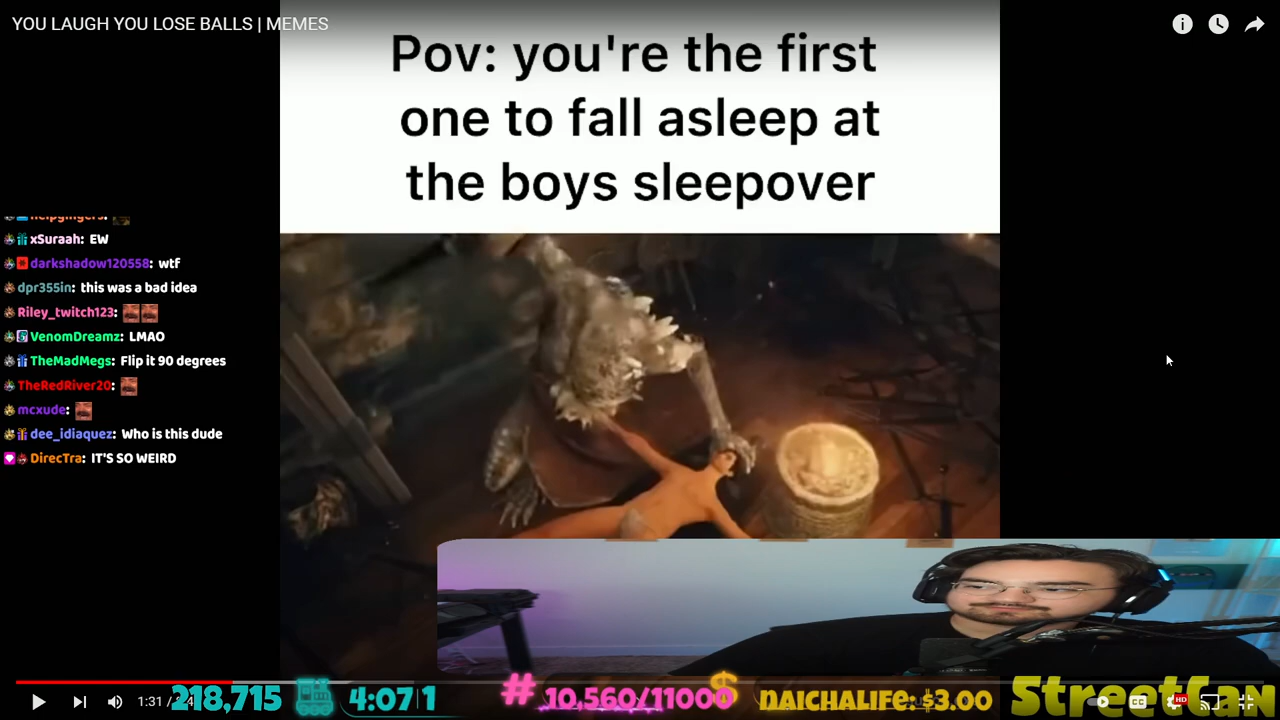 YOU LAUGH YOU LOSE BALLS | MEMES
Pov: you're the first
one to fall asleep at
the boys sleepover
helpgingers:
xSuraah: EW
darkshadow120558: wtf
dpr355in: this was a bad idea
Riley_twitch123:
VenomDreamz: LMAO
TheMadMegs: Flip it 90 degrees
TheRedRiver20:
mcxude:
dee_idiaquez: Who is this dude
DirecTra: IT'S SO WEIRD
1:31 /
218,715
4:07
# 10,560/11000
$
NAICHALIFE: $3.00
HD
StreetCan